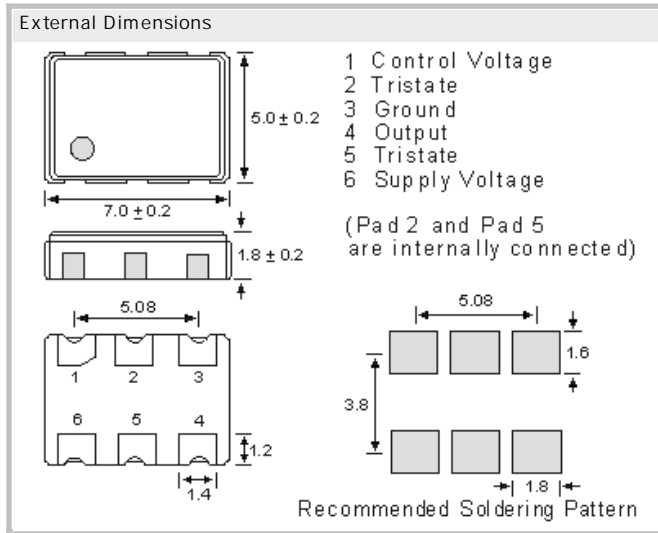 External Dimensions
1 Control Voltage
2 Tristate
3 Ground
4 Output
5 Tristate
6 Supply Voltage
(Pad 2 and Pad 5
are internally connected)
5.0 ± 0.2
7.0 ± 0.2
1.8 ± 0.2
5.08
1 2 3
6 5 4
1.2
1.4
5.08
1.6
3.8
1.8
Recommended Soldering Pattern